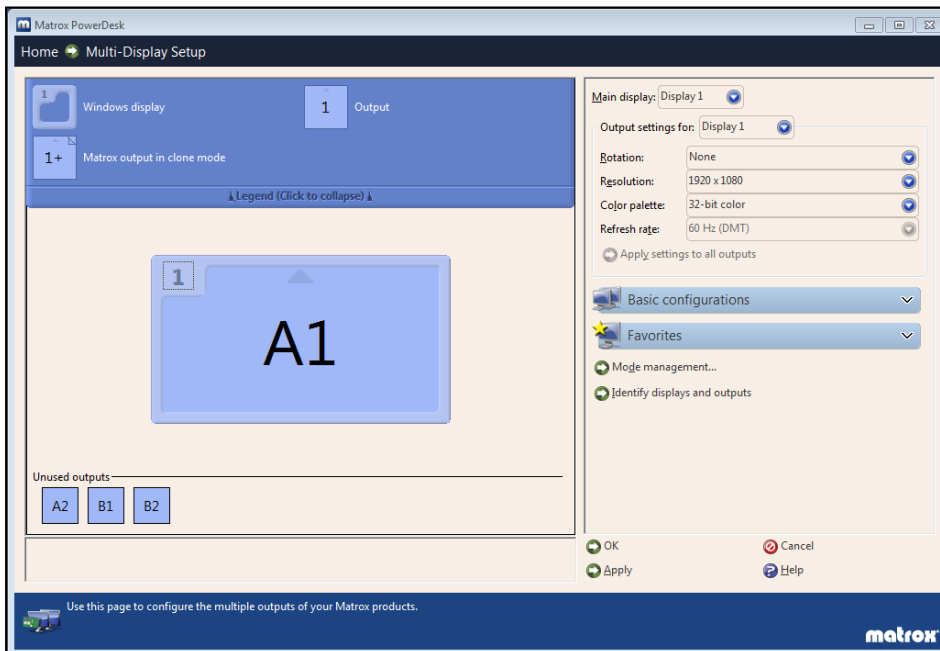 Matrox PowerDesk
Home Multi-Display Setup
1 Windows display
1 Output
1+ Matrox output in clone mode
Legend (Click to collapse)
1
A1
Unused outputs
A2 B1 B2
Main display: Display 1
Output settings for: Display 1
Rotation: None
Resolution: 1920 x 1080
Color palette: 32-bit color
Refresh rate: 60 Hz (DMT)
Apply settings to all outputs
Basic configurations
Favorites
Mode management...
Identify displays and outputs
OK Cancel
Apply Help
Use this page to configure the multiple outputs of your Matrox products.
matrox